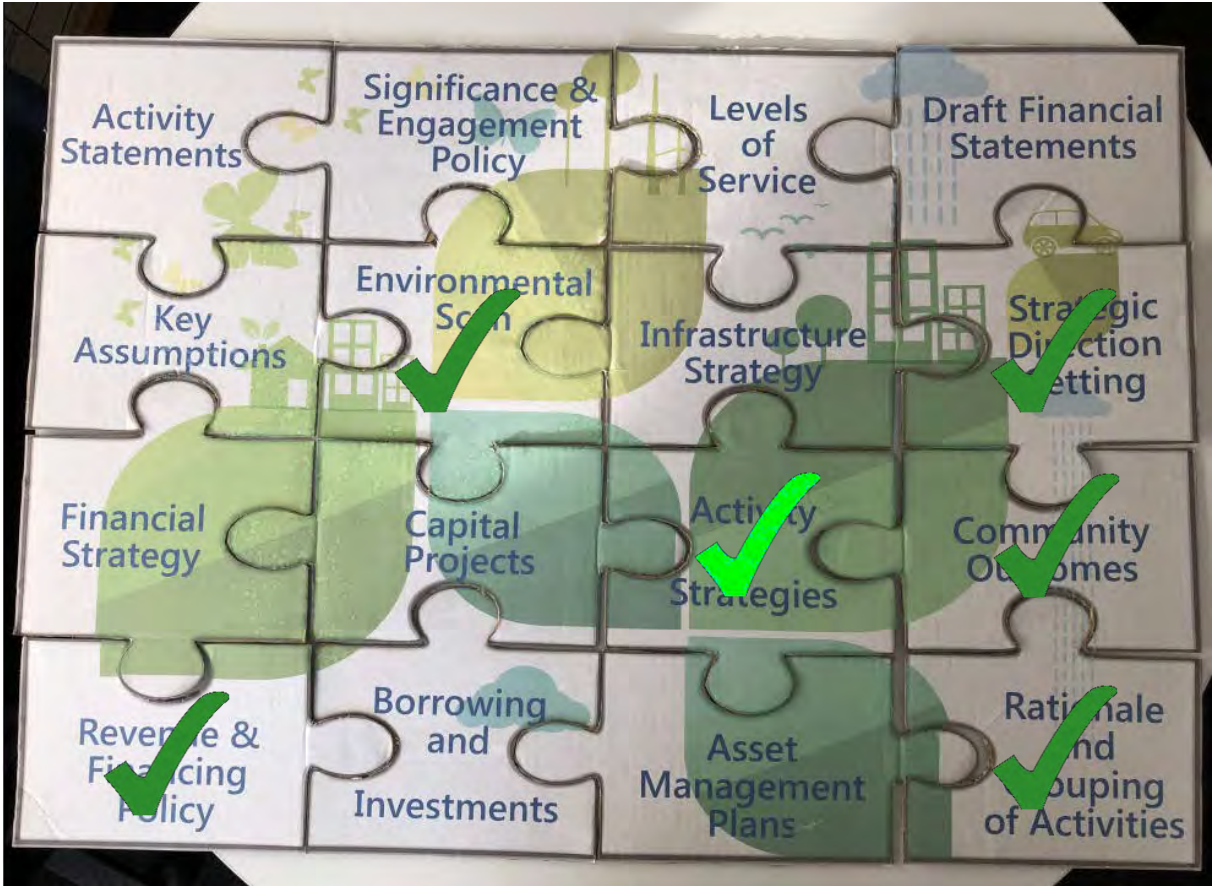 Activity
Statements
Significance &
Engagement
Policy
Levels
of
Service
Draft Financial
Statements
Key
Assumptions
Environmental
Scan
Infrastructure
Strategy
Strategic
Direction
Setting
Financial
Strategy
Capital
Projects
Activity
Strategies
Community
Outcomes
Revenue &
Financing
Policy
Borrowing
and
Investments
Asset
Management
Plans
Rationale
and
Grouping
of Activities